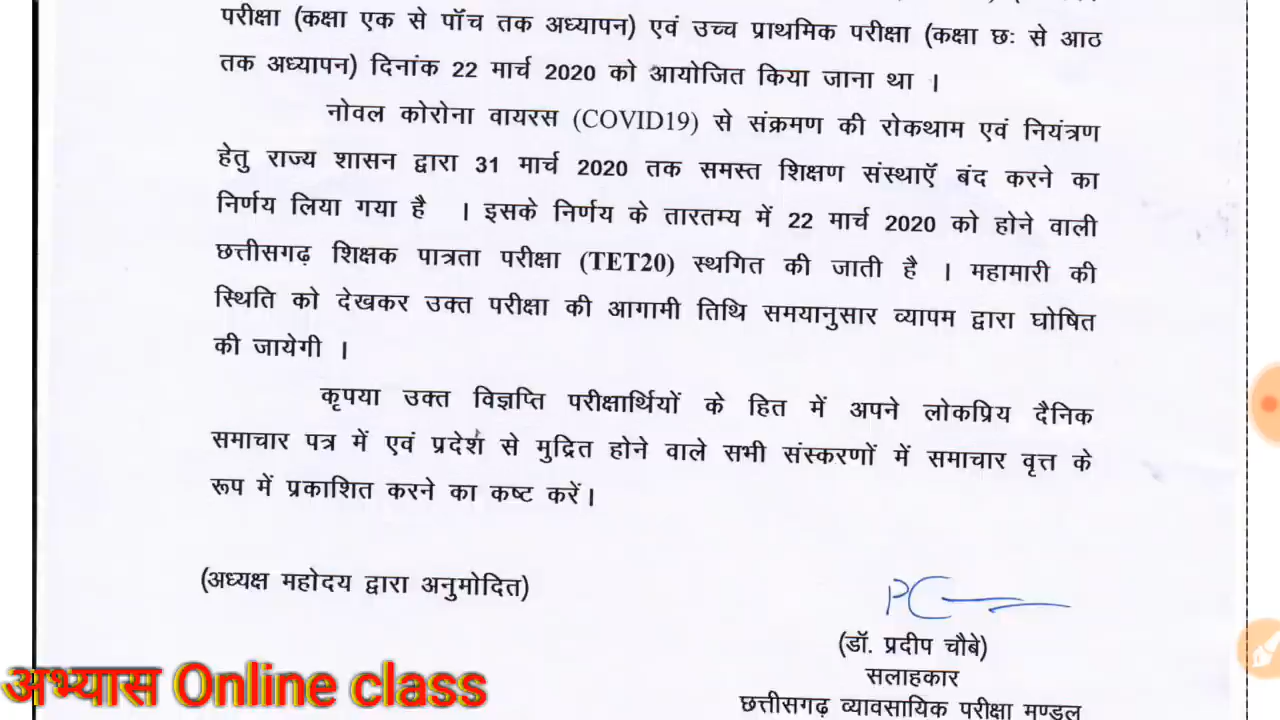 परीक्षा (कक्षा एक से पॉच तक अध्यापन) एवं उच्च प्राथमिक परीक्षा (कक्षा छः से आठ
तक अध्यापन) दिनांक 22 मार्च 2020 को आयोजित किया जाना था ।
नोवल कोरोना वायरस (COVID19) से संक्रमण की रोकथाम एवं नियंत्रण
हेतु राज्य शासन द्वारा 31 मार्च 2020 तक समस्त शिक्षण संस्थाऍ बंद करने का
निर्णय लिया गया है । इसके निर्णय के तारतम्य में 22 मार्च 2020 को होने वाली
छत्तीसगढ़ शिक्षक पात्रता परीक्षा (TET20) स्थगित की जाती है । महामारी की
स्थिति को देखकर उक्त परीक्षा की आगामी तिथि समयानुसार व्यापम द्वारा घोषित
की जायेगी ।
कृपया उक्त विज्ञप्ति परीक्षार्थियों के हित में अपने लोकप्रिय दैनिक
समाचार पत्र में एवं प्रदेश से मुद्रित होने वाले सभी संस्करणों में समाचार वृत्त के
रूप में प्रकाशित करने का कष्ट करें।
(अध्यक्ष महोदय द्वारा अनुमोदित)
(डॉ. प्रदीप चौबे)
सलाहकार
छत्तीसगढ़ व्यावसायिक परीक्षा मण्डल
अभ्यास Online class